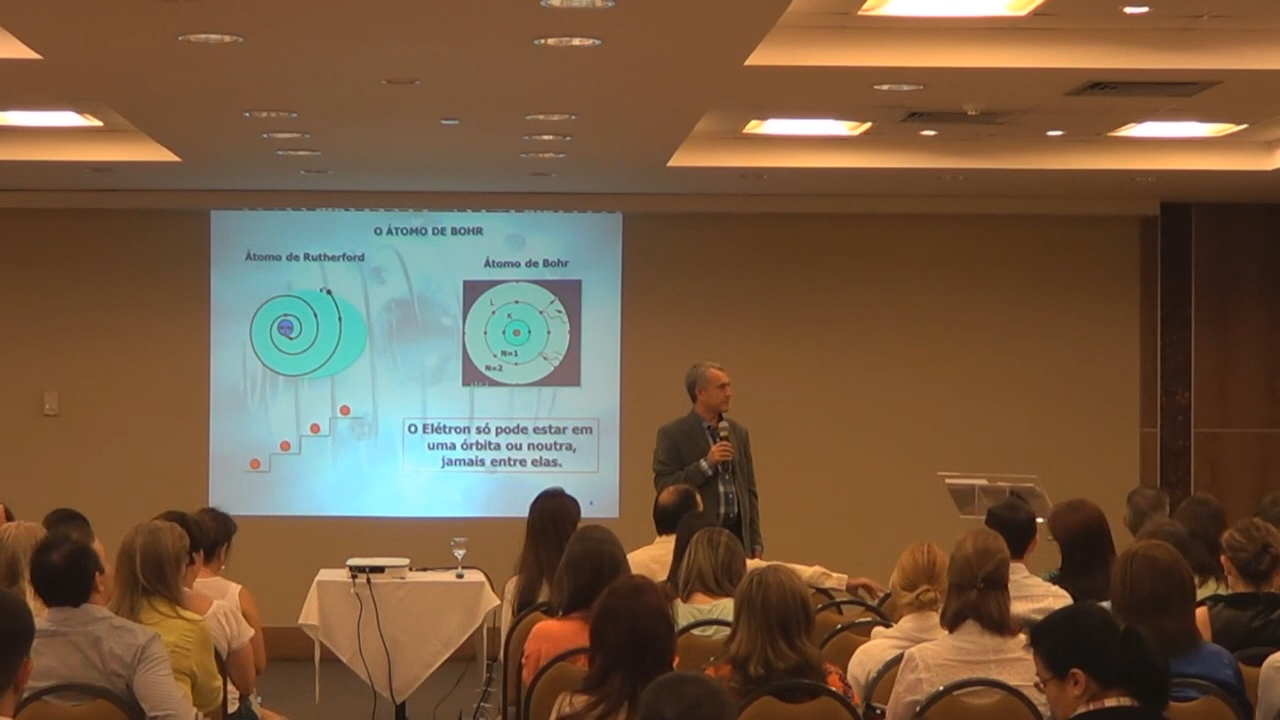 O ÁTOMO DE BOHR
Átomo de Rutherford
Átomo de Bohr
L
K
N=1
N=2
O Elétron só pode estar em
uma órbita ou noutra,
jamais entre elas.